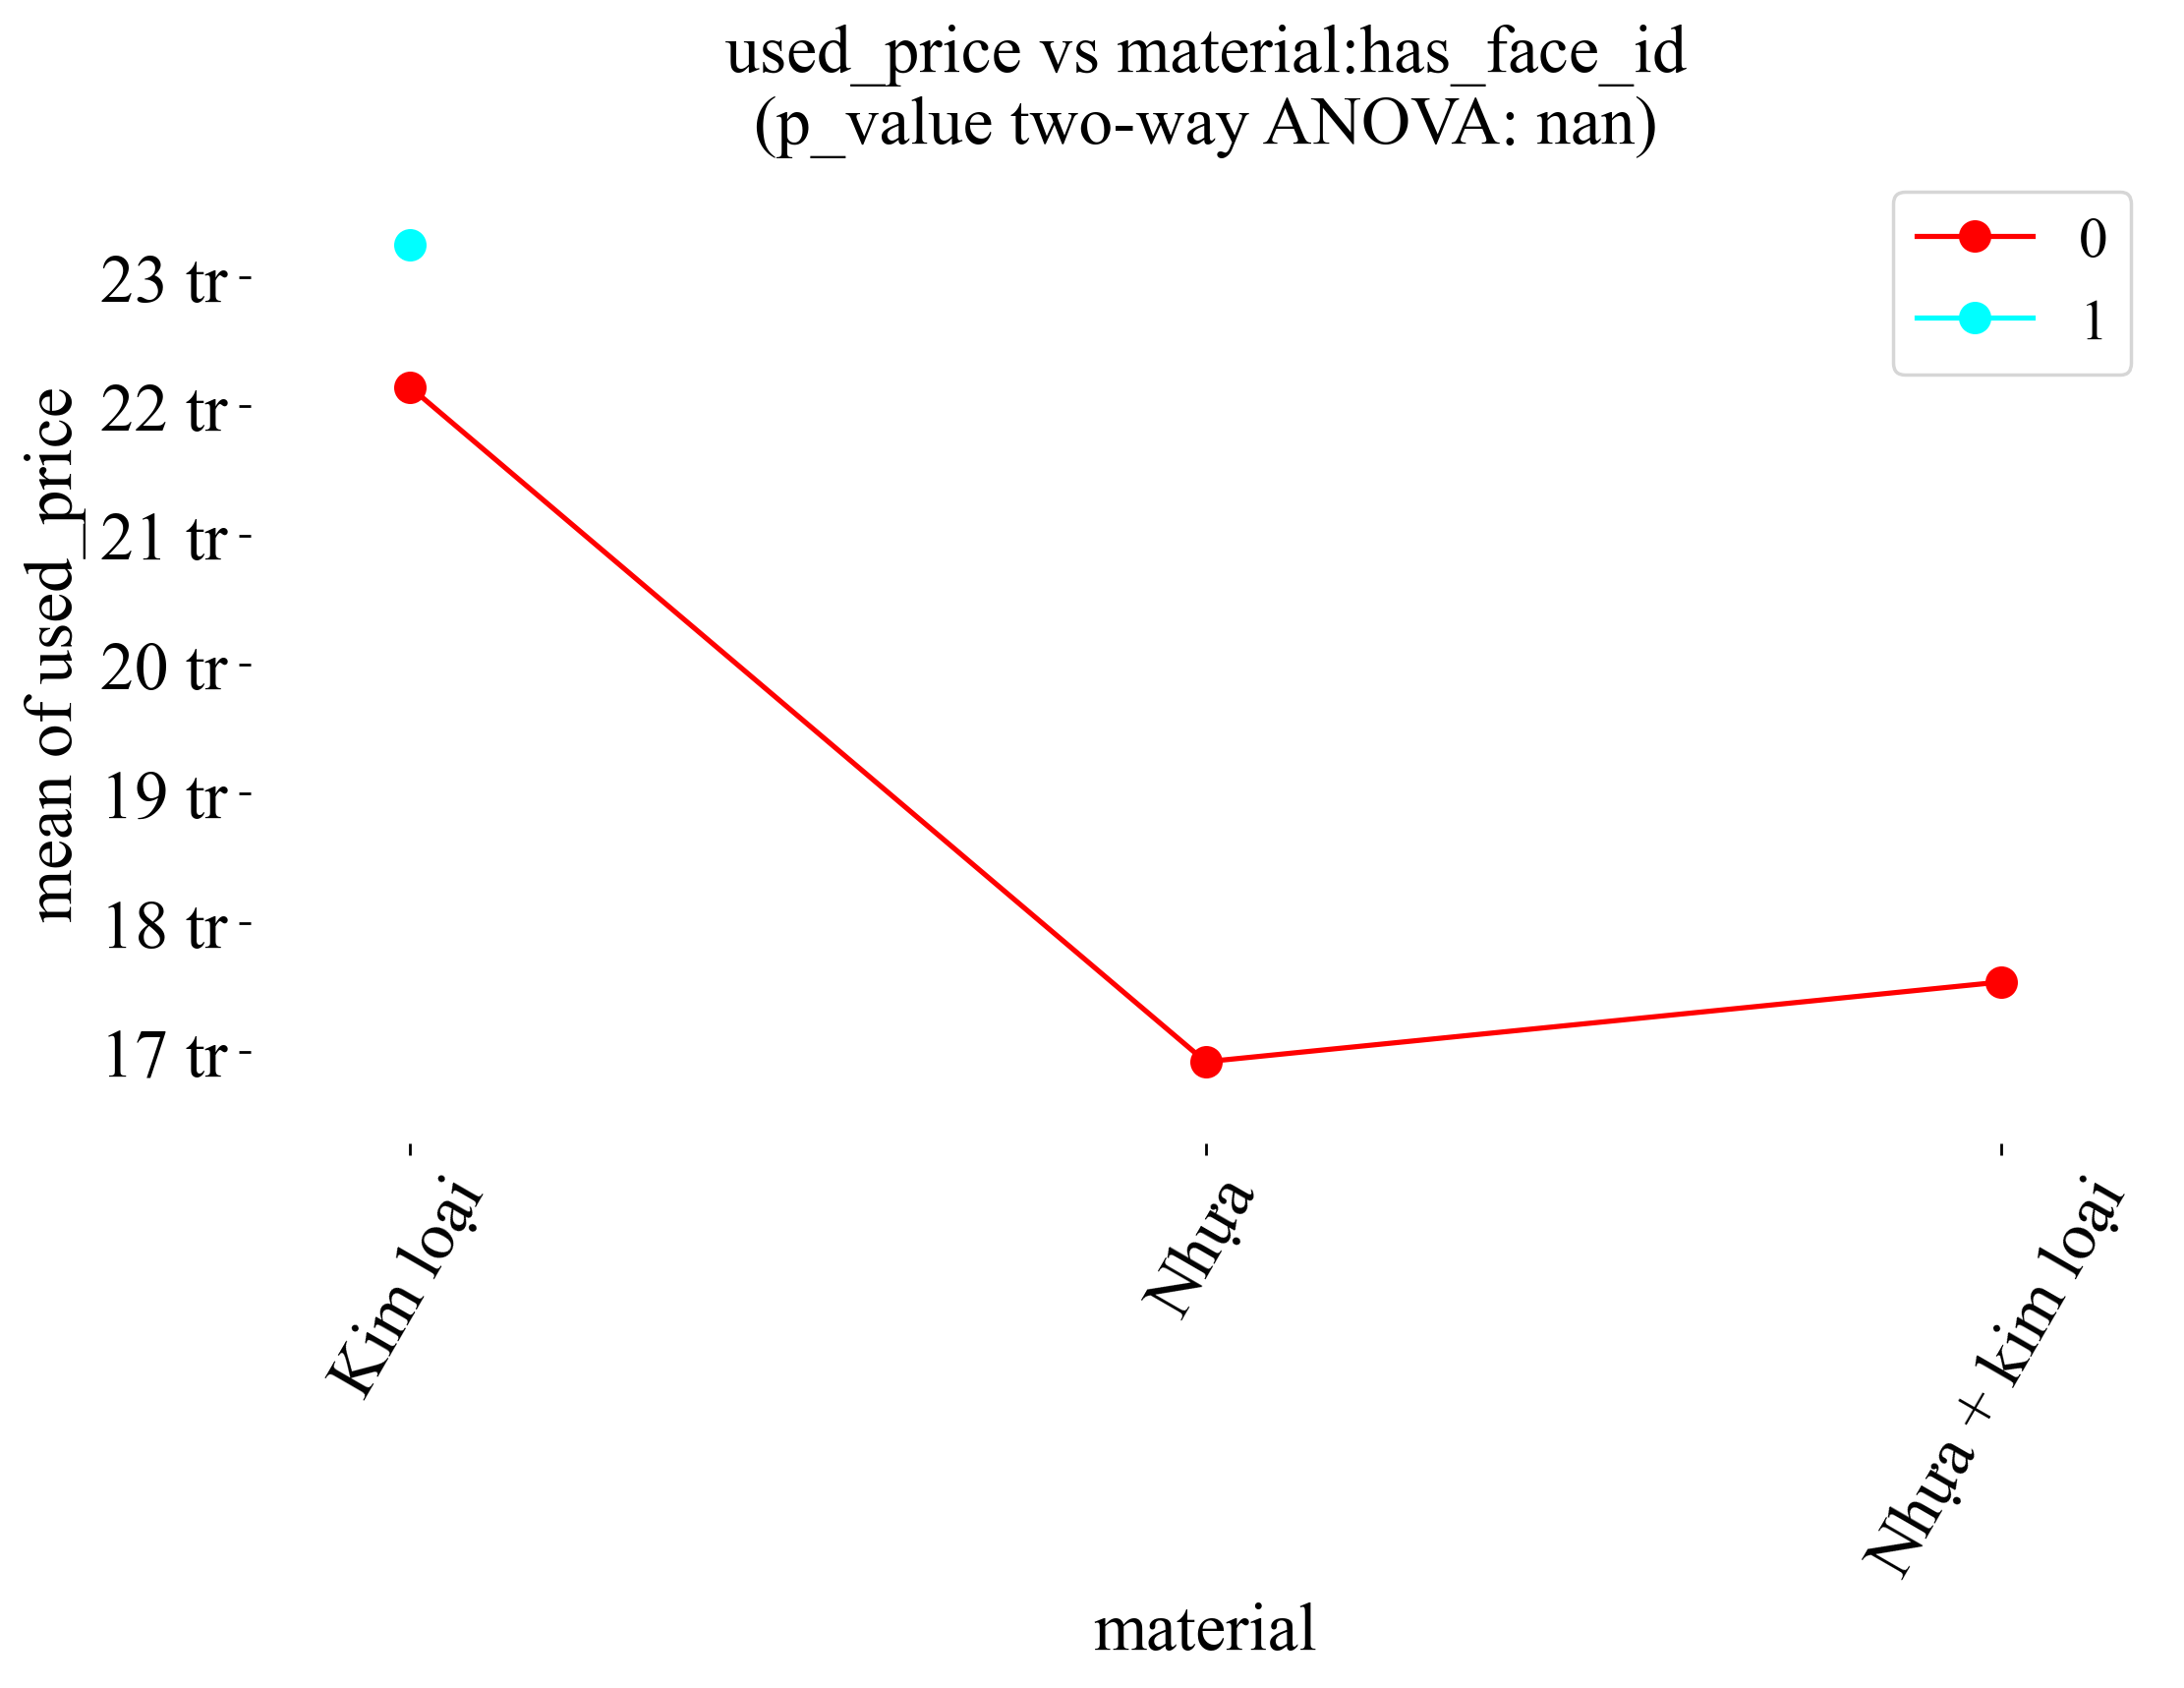 used_price vs material:has_face_id
(p_value two-way ANOVA: nan)
0
1
mean of used_price
23 tr
22 tr
21 tr
20 tr
19 tr
18 tr
17 tr
Kim loại
Nhựa
Nhựa + kim loại
material